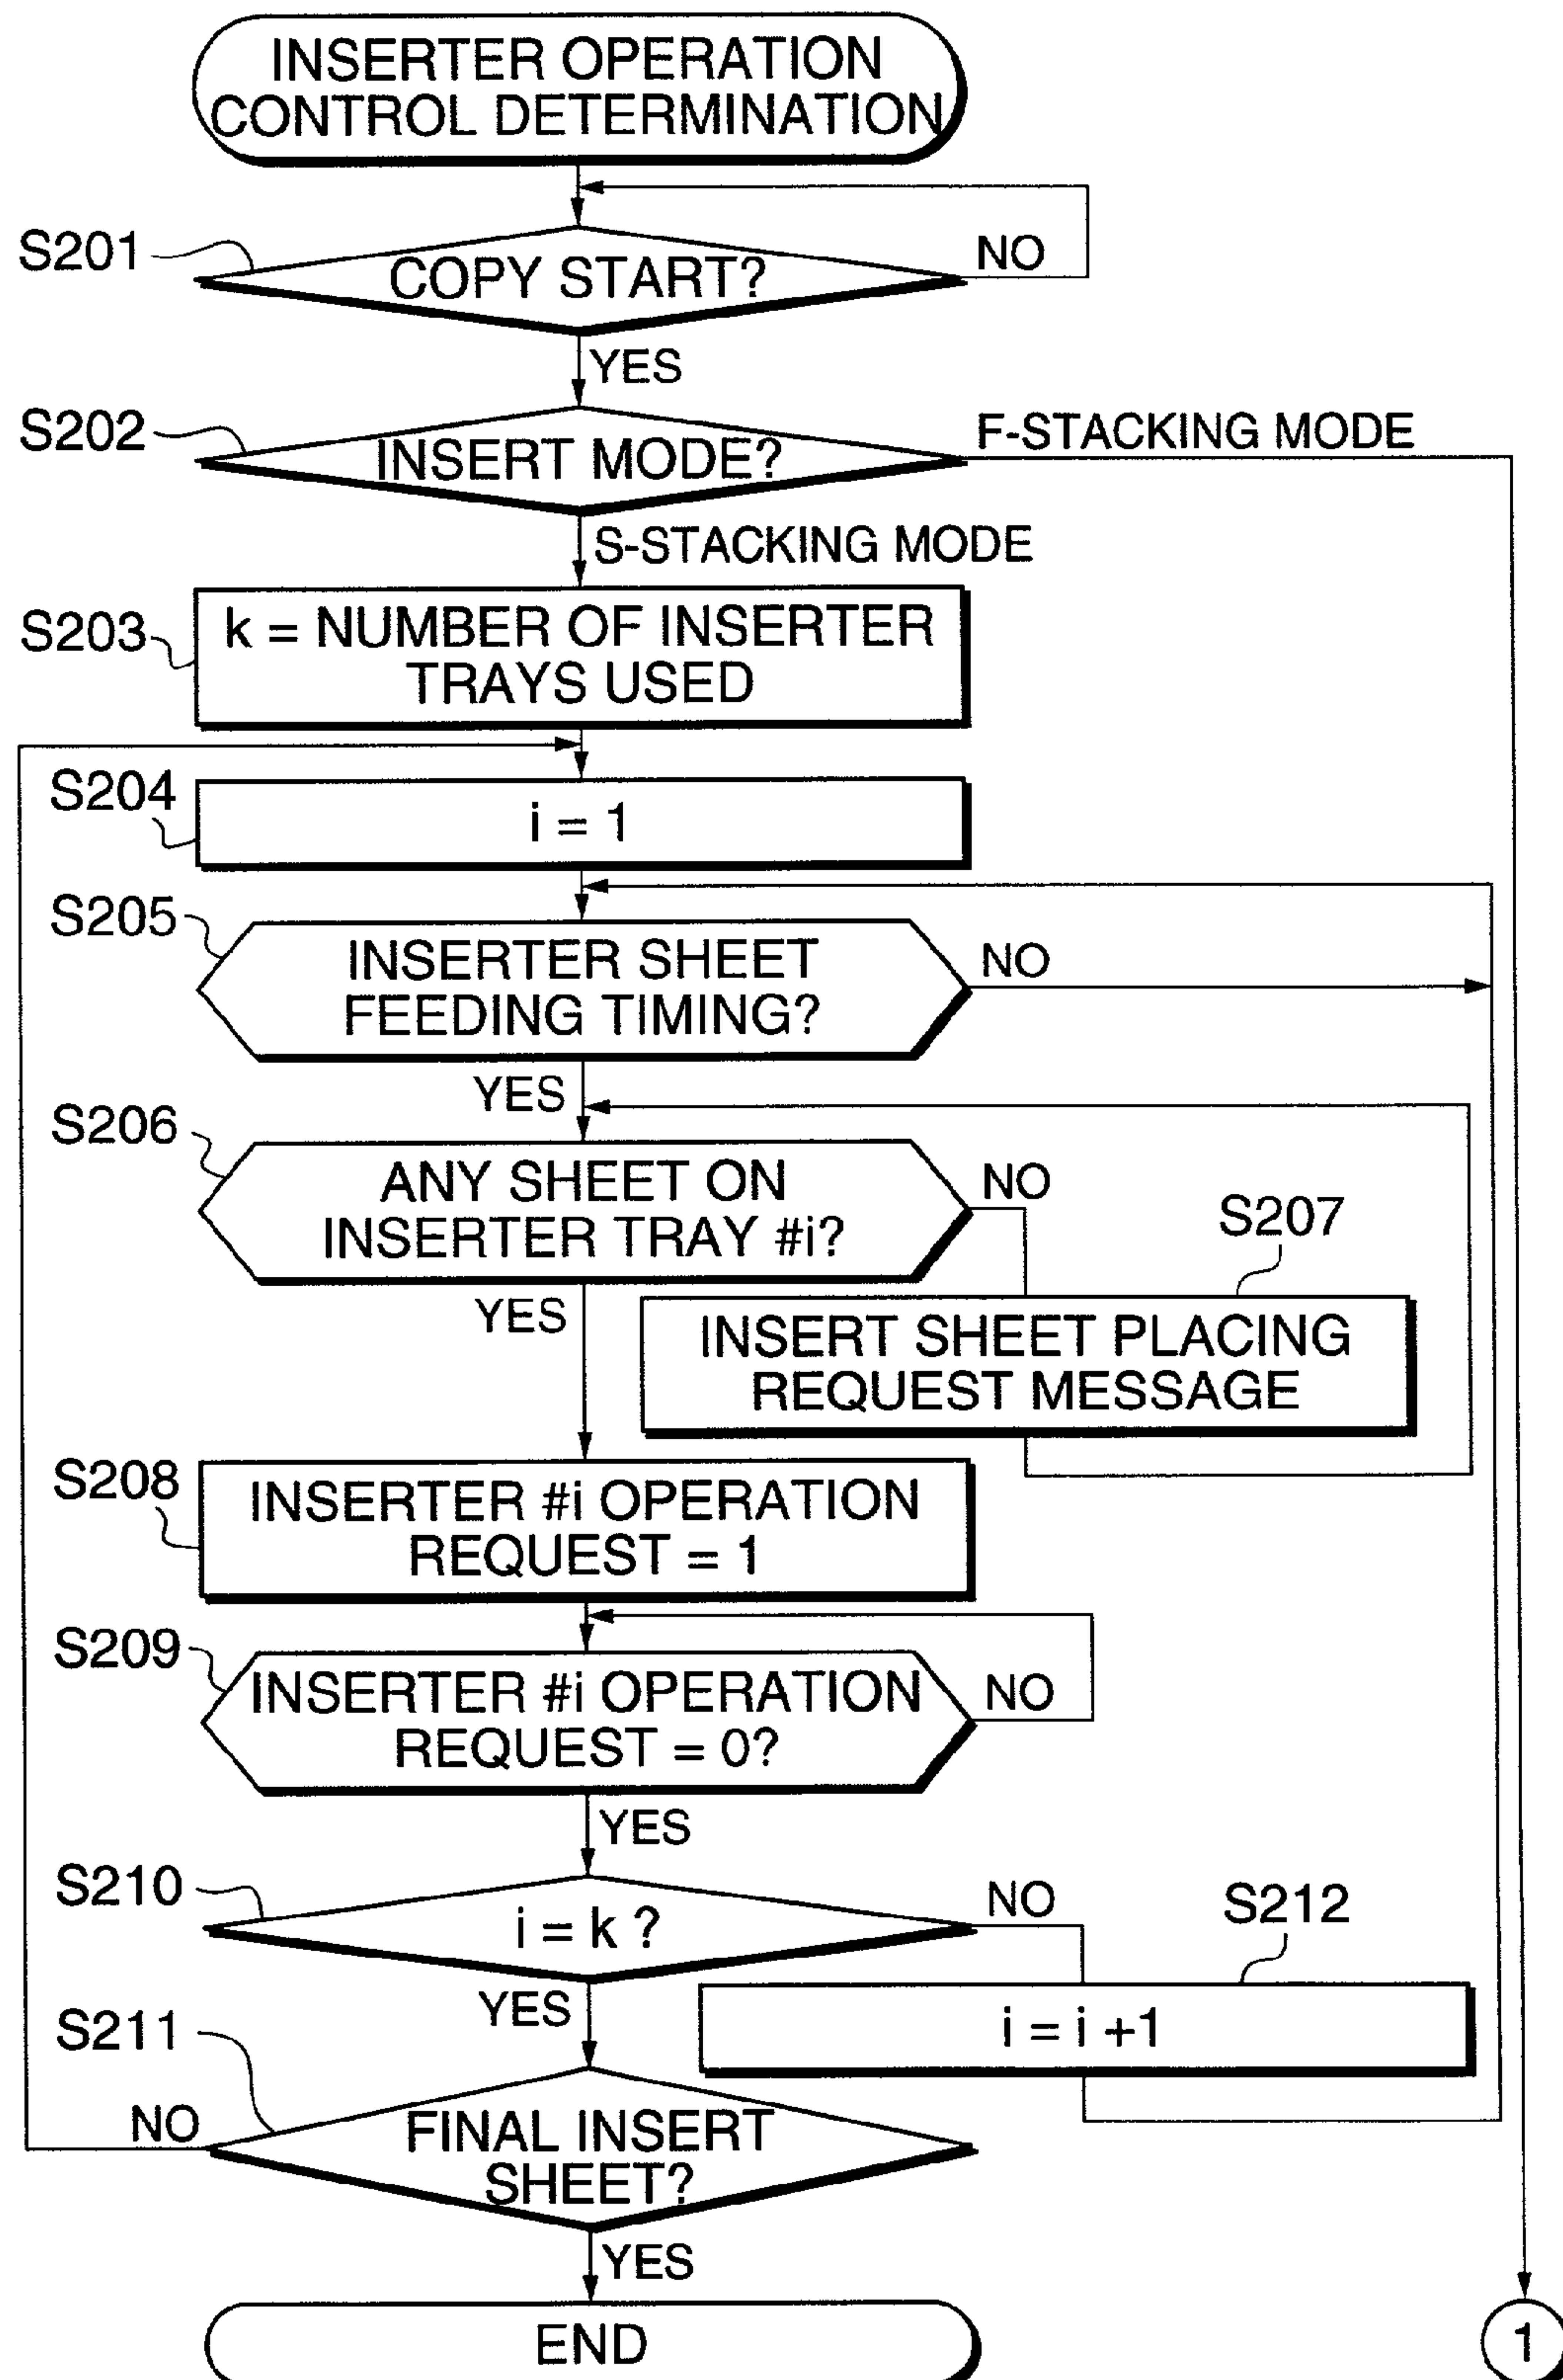 INSERTER OPERATION
CONTROL DETERMINATION
S201
COPY START?
NO
YES
S202
INSERT MODE?
F-STACKING MODE
S-STACKING MODE
S203
k = NUMBER OF INSERTER
TRAYS USED
S204
i = 1
S205
INSERTER SHEET
FEEDING TIMING?
NO
YES
S206
ANY SHEET ON
INSERTER TRAY #i?
NO
S207
YES
INSERT SHEET PLACING
REQUEST MESSAGE
S208
INSERTER #i OPERATION
REQUEST = 1
S209
INSERTER #i OPERATION
REQUEST = 0?
NO
YES
S210
i = k ?
NO
S212
YES
i = i +1
S211
NO
FINAL INSERT
SHEET?
YES
END
1